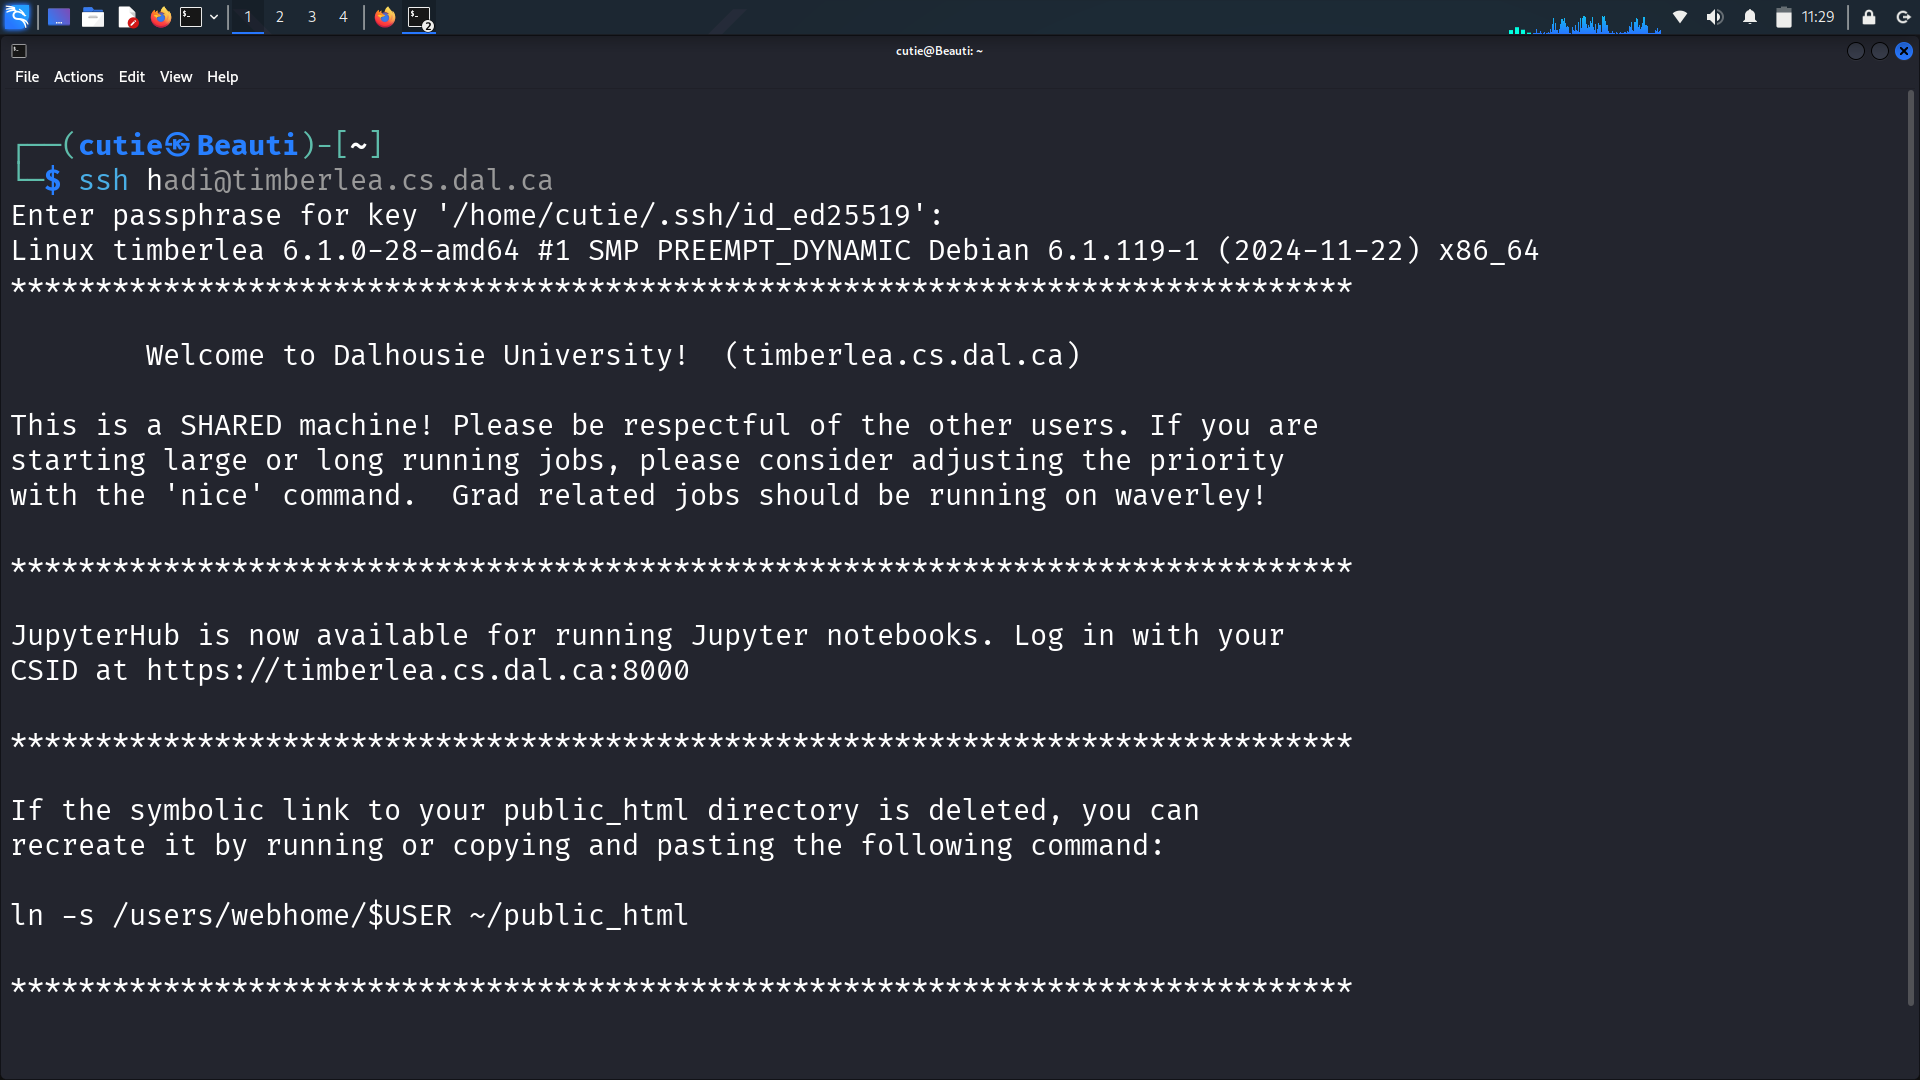 1 2 3 4 2 11:29
cutie@Beauti: ~
File Actions Edit View Help
┌──(cutie㉿Beauti)-[~]
└─$ ssh hadi@timberlea.cs.dal.ca
Enter passphrase for key '/home/cutie/.ssh/id_ed25519':
Linux timberlea 6.1.0-28-amd64 #1 SMP PREEMPT_DYNAMIC Debian 6.1.119-1 (2024-11-22) x86_64
*******************************************************************************
Welcome to Dalhousie University!  (timberlea.cs.dal.ca)
This is a SHARED machine! Please be respectful of the other users. If you are
starting large or long running jobs, please consider adjusting the priority
with the 'nice' command.  Grad related jobs should be running on waverley!
*******************************************************************************
JupyterHub is now available for running Jupyter notebooks. Log in with your
CSID at https://timberlea.cs.dal.ca:8000
*******************************************************************************
If the symbolic link to your public_html directory is deleted, you can
recreate it by running or copying and pasting the following command:
ln -s /users/webhome/$USER ~/public_html
*******************************************************************************